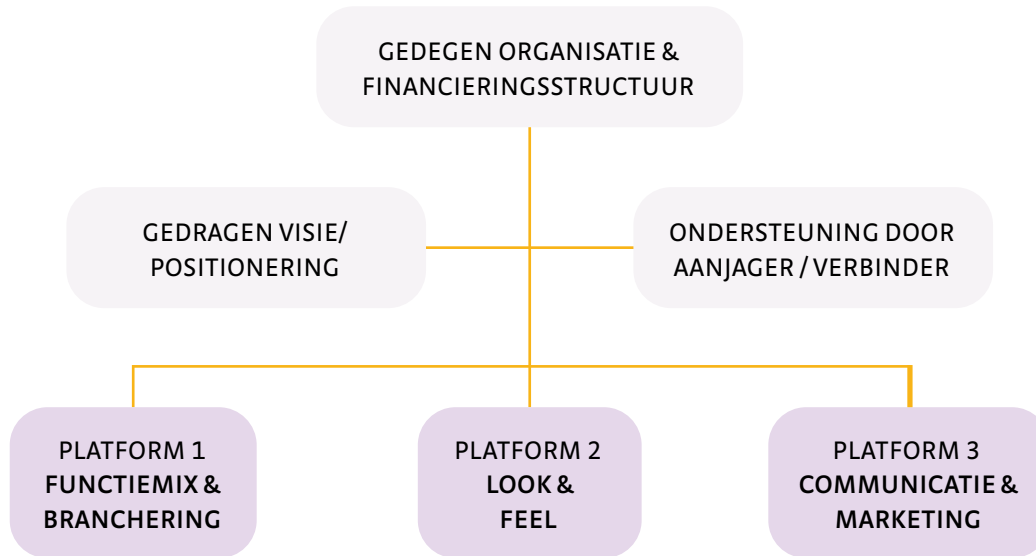 GEDEGEN ORGANISATIE &
FINANCIERINGSSTRUCTUUR
GEDRAGEN VISIE/
POSITIONERING
ONDERSTEUNING DOOR
AANJAGER / VERBINDER
PLATFORM 1
FUNCTIEMIX &
BRANCHERING
PLATFORM 2
LOOK &
FEEL
PLATFORM 3
COMMUNICATIE &
MARKETING